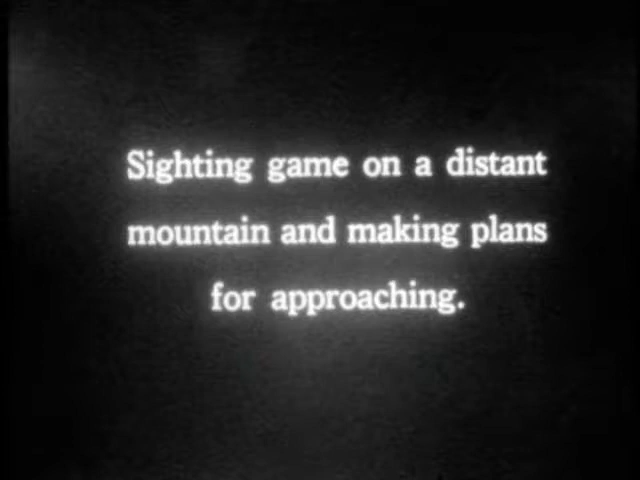 Sighting game on a distant
mountain and making plans
for approaching.